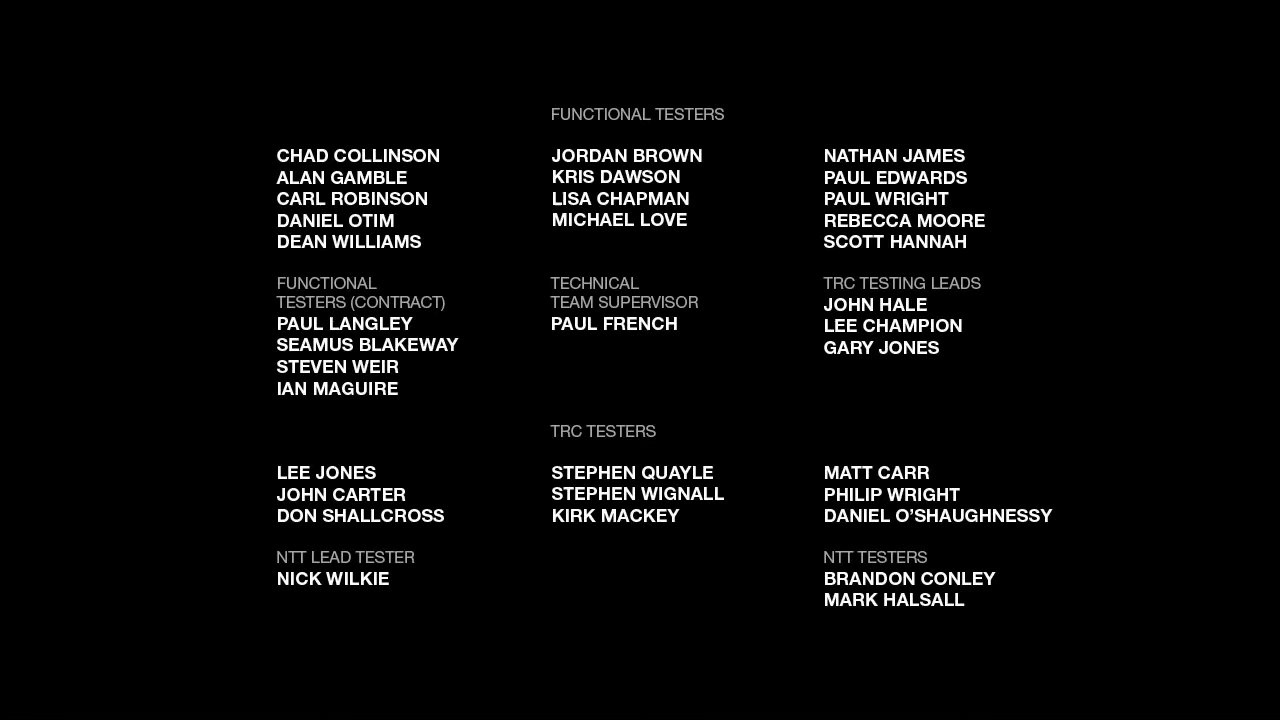 FUNCTIONAL TESTERS
CHAD COLLINSON
ALAN GAMBLE
CARL ROBINSON
DANIEL OTIM
DEAN WILLIAMS
JORDAN BROWN
KRIS DAWSON
LISA CHAPMAN
MICHAEL LOVE
NATHAN JAMES
PAUL EDWARDS
PAUL WRIGHT
REBECCA MOORE
SCOTT HANNAH
FUNCTIONAL
TESTERS (CONTRACT)
PAUL LANGLEY
SEAMUS BLAKEWAY
STEVEN WEIR
IAN MAGUIRE
TECHNICAL
TEAM SUPERVISOR
PAUL FRENCH
TRC TESTING LEADS
JOHN HALE
LEE CHAMPION
GARY JONES
TRC TESTERS
LEE JONES
JOHN CARTER
DON SHALLCROSS
STEPHEN QUAYLE
STEPHEN WIGNALL
KIRK MACKEY
MATT CARR
PHILIP WRIGHT
DANIEL O’SHAUGHNESSY
NTT LEAD TESTER
NICK WILKIE
NTT TESTERS
BRANDON CONLEY
MARK HALSALL